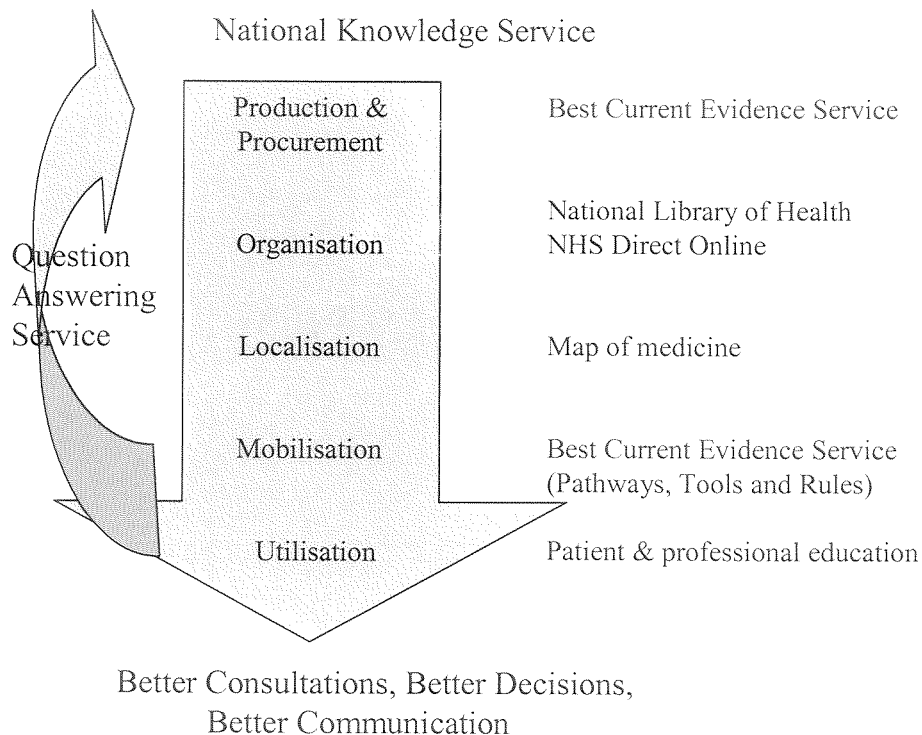 National Knowledge Service
Production &
Procurement
Best Current Evidence Service
Question
Answering
Service
Organisation
National Library of Health
NHS Direct Online
Localisation
Map of medicine
Mobilisation
Best Current Evidence Service
(Pathways, Tools and Rules)
Utilisation
Patient & professional education
Better Consultations, Better Decisions,
Better Communication